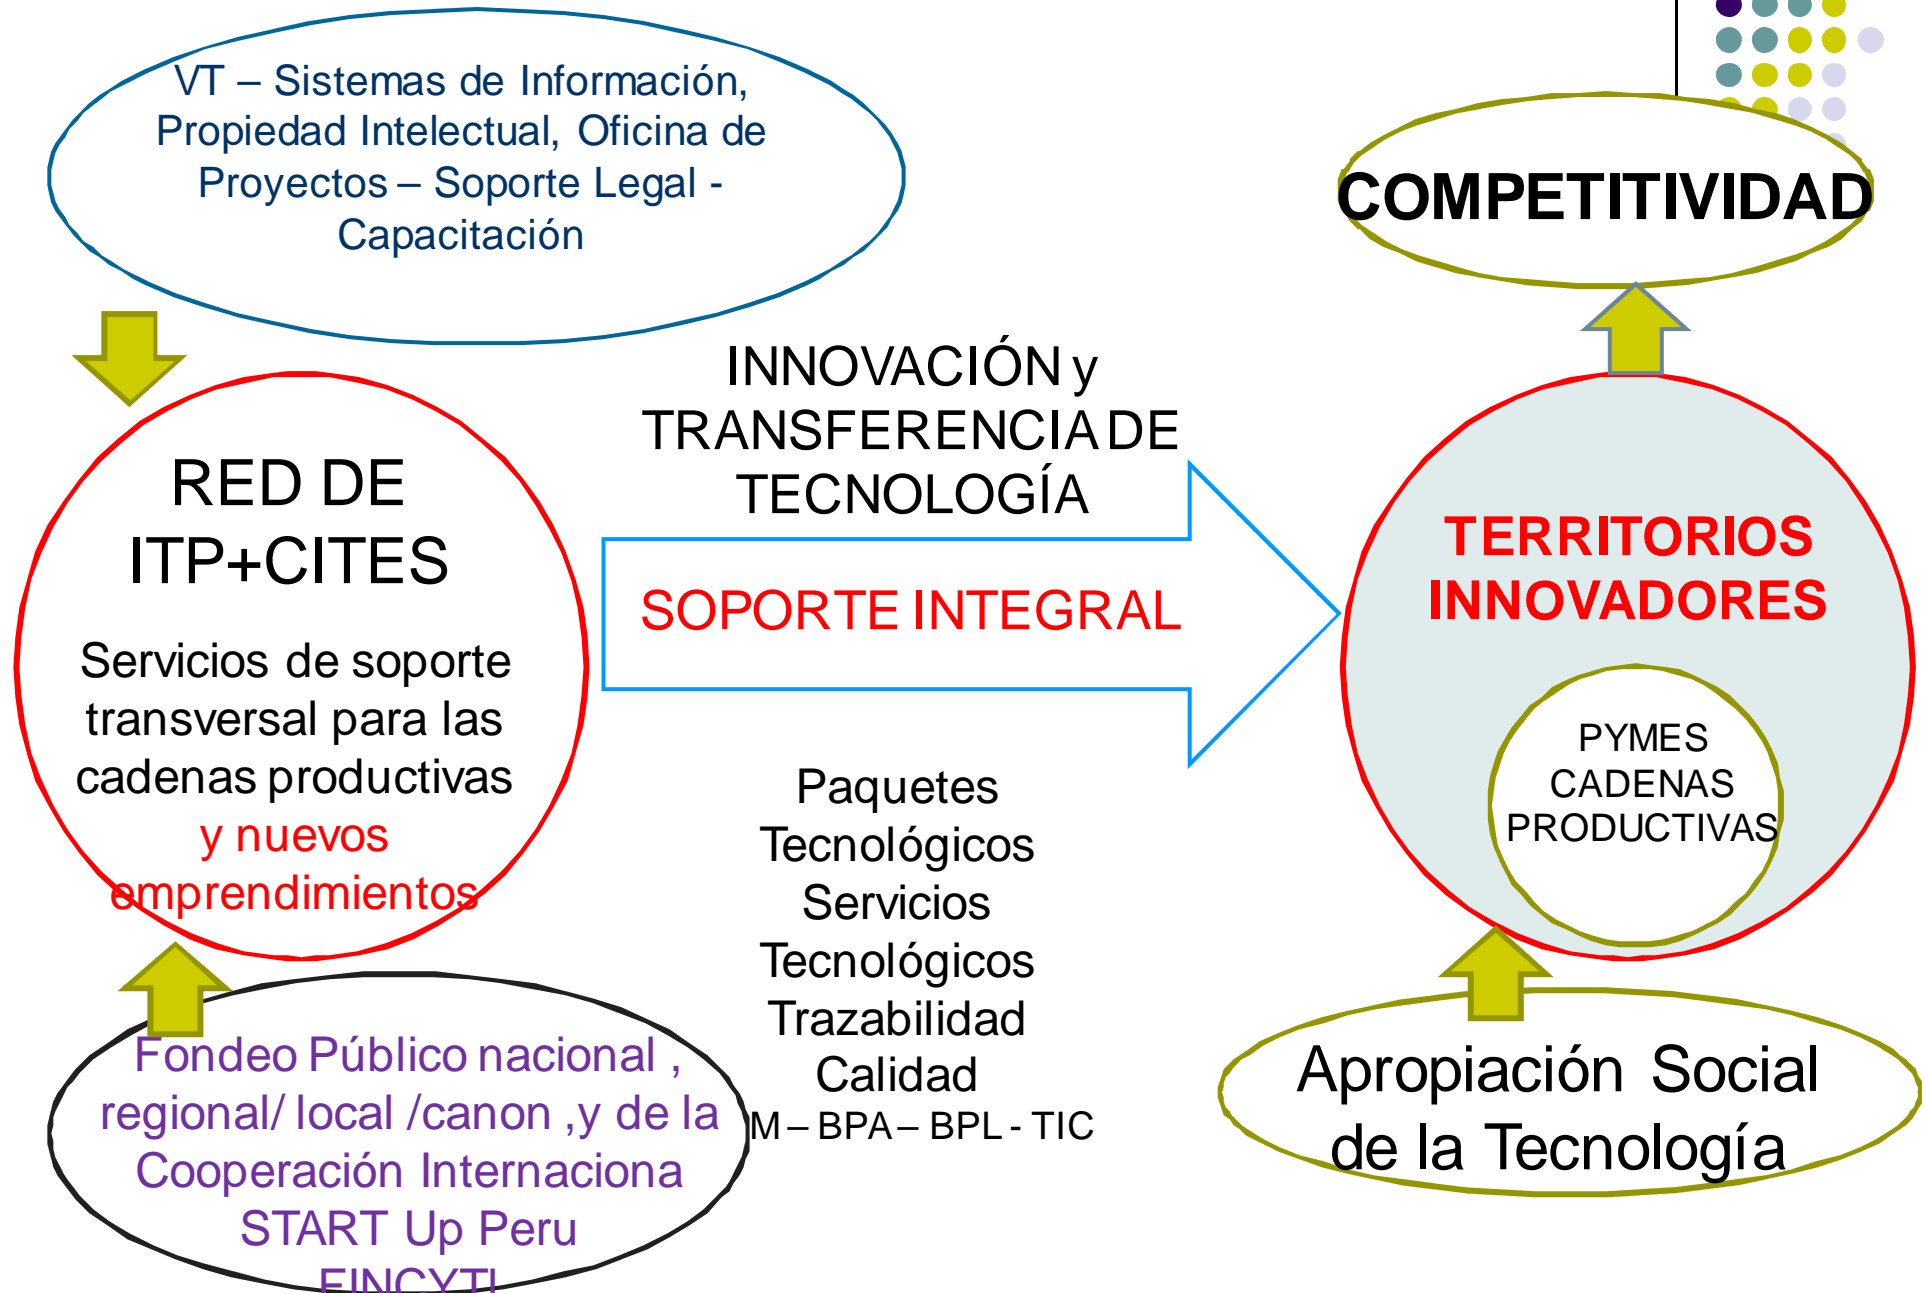 VT – Sistemas de Información,
Propiedad Intelectual, Oficina de
Proyectos – Soporte Legal -
Capacitación
COMPETITIVIDAD
INNOVACIÓN y
TRANSFERENCIA DE
TECNOLOGÍA
RED DE
ITP+CITES
Servicios de soporte
transversal para las
cadenas productivas
y nuevos
emprendimientos
SOPORTE INTEGRAL
TERRITORIOS
INNOVADORES
PYMES
CADENAS
PRODUCTIVAS
Paquetes
Tecnológicos
Servicios
Tecnológicos
Trazabilidad
Calidad
M – BPA – BPL - TIC
Fondeo Público nacional ,
regional/ local /canon ,y de la
Cooperación Internaciona
START Up Peru
Apropiación Social
de la Tecnología